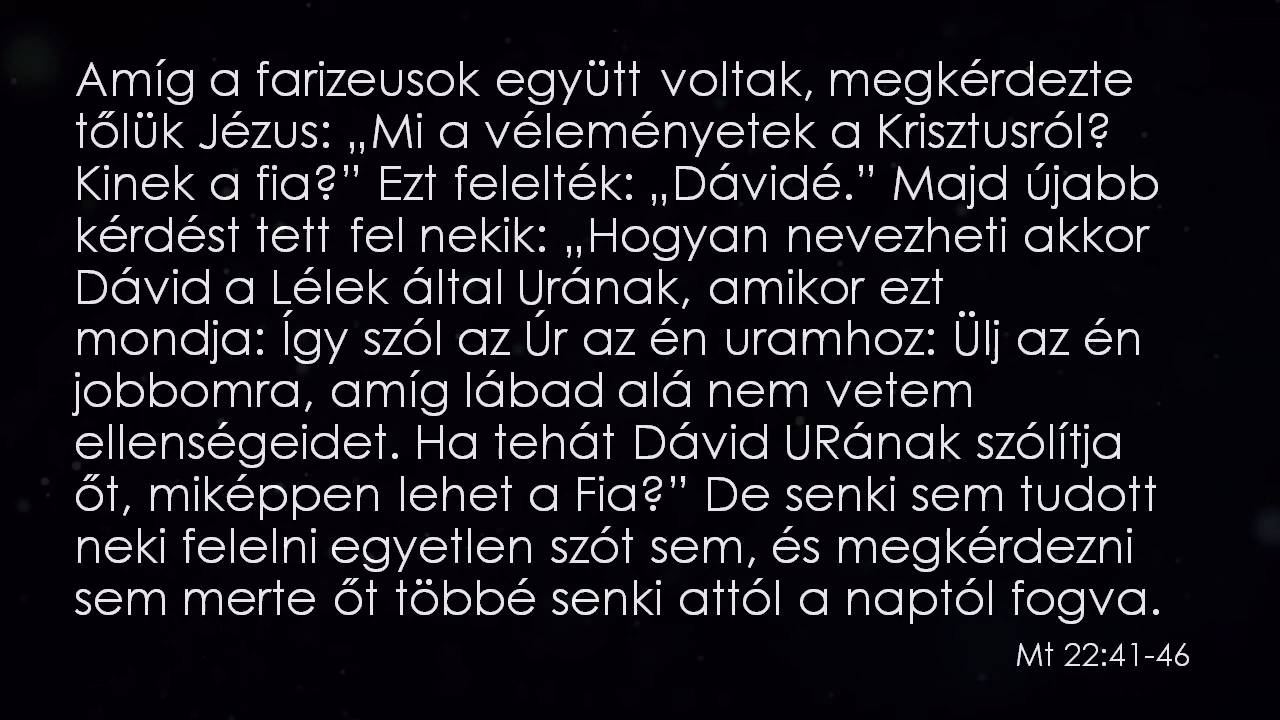 Amíg a farizeusok együtt voltak, megkérdezte
tőlük Jézus: „Mi a véleményetek a Krisztusról?
Kinek a fia?” Ezt felelték: „Dávidé.” Majd újabb
kérdést tett fel nekik: „Hogyan nevezheti akkor
Dávid a Lélek által Urának, amikor ezt
mondja: Így szól az Úr az én uramhoz: Ülj az én
jobbomra, amíg lábad alá nem vetem
ellenségeidet. Ha tehát Dávid URának szólítja
őt, miképpen lehet a Fia?” De senki sem tudott
neki felelni egyetlen szót sem, és megkérdezni
sem merte őt többé senki attól a naptól fogva.
Mt 22:41-46